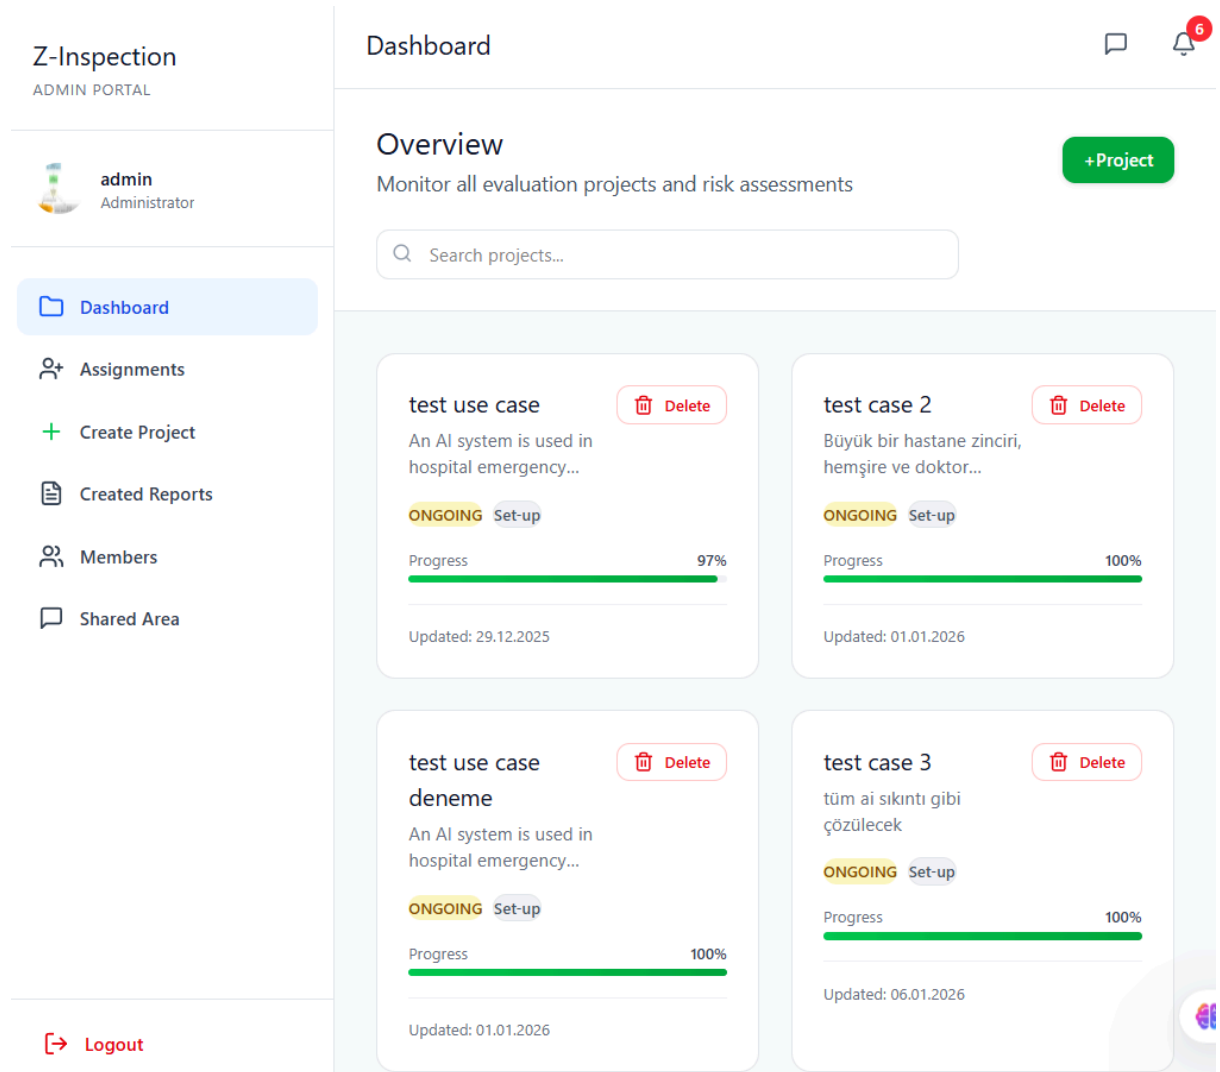 Z-Inspection
ADMIN PORTAL
admin
Administrator
Dashboard
Assignments
Create Project
Created Reports
Members
Shared Area
Logout
Dashboard
6
Overview
Monitor all evaluation projects and risk assessments
+Project
Search projects...
test use case
Delete
An AI system is used in
hospital emergency...
ONGOING Set-up
Progress 97%
Updated: 29.12.2025
test case 2
Delete
Büyük bir hastane zinciri,
hemşire ve doktor...
ONGOING Set-up
Progress 100%
Updated: 01.01.2026
test use case
deneme
Delete
An AI system is used in
hospital emergency...
ONGOING Set-up
Progress 100%
Updated: 01.01.2026
test case 3
Delete
tüm ai sıkıntı gibi
çözülecek
ONGOING Set-up
Progress 100%
Updated: 06.01.2026